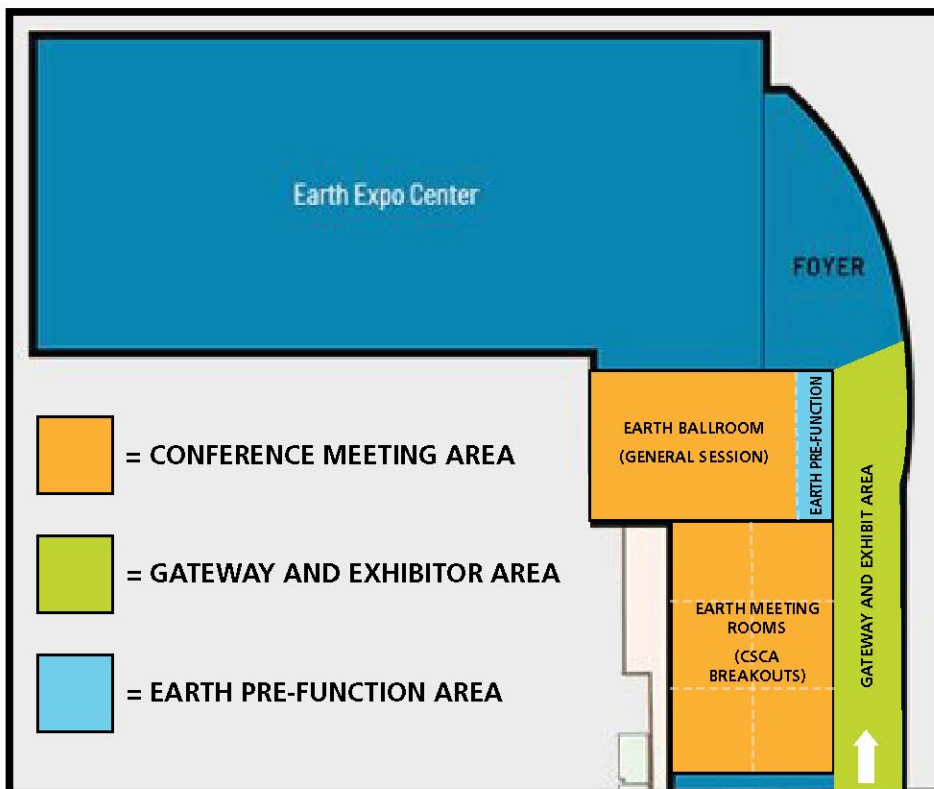 Earth Expo Center
FOYER
EARTH BALLROOM
(GENERAL SESSION)
EARTH PRE-FUNCTION
GATEWAY AND EXHIBIT AREA
EARTH MEETING
ROOMS
(CSCA
BREAKOUTS)
= CONFERENCE MEETING AREA
= GATEWAY AND EXHIBITOR AREA
= EARTH PRE-FUNCTION AREA